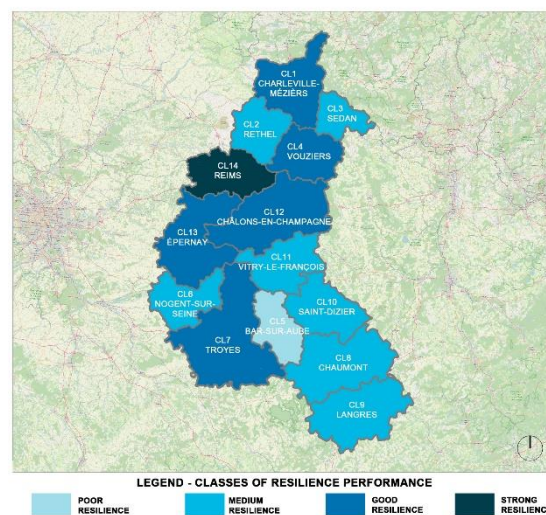 CL1
CHARLEVILLE-
MÉZIÈRS
CL2
RETHEL
CL3
SEDAN
CL4
VOUZIERS
CL14
REIMS
CL12
CHÂLONS-EN-CHAMPAGNE
CL13
ÉPERNAY
CL11
VITRY-LE-FRANÇOIS
CL6
NOGENT-SUR-
SEINE
CL10
SAINT-DIZIER
CL5
BAR-SUR-AUBE
CL7
TROYES
CL8
CHAUMONT
CL9
LANGRES
LEGEND - CLASSES OF RESILIENCE PERFORMANCE
POOR
RESILIENCE
MEDIUM
RESILIENCE
GOOD
RESILIENCE
STRONG
RESILIENC